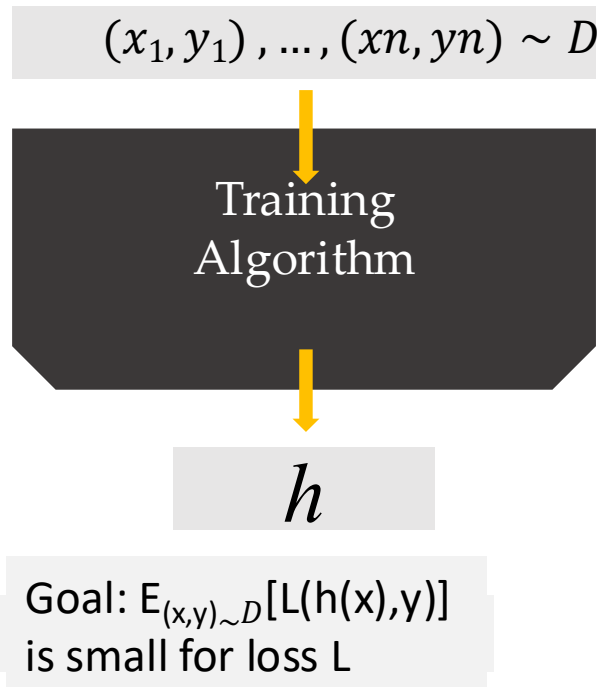 (x₁, y₁) , … , (xn, yn) ~ D
Training
Algorithm
h
Goal: E₍ₓ,ᵧ₎~D[L(h(x),y)]
is small for loss L